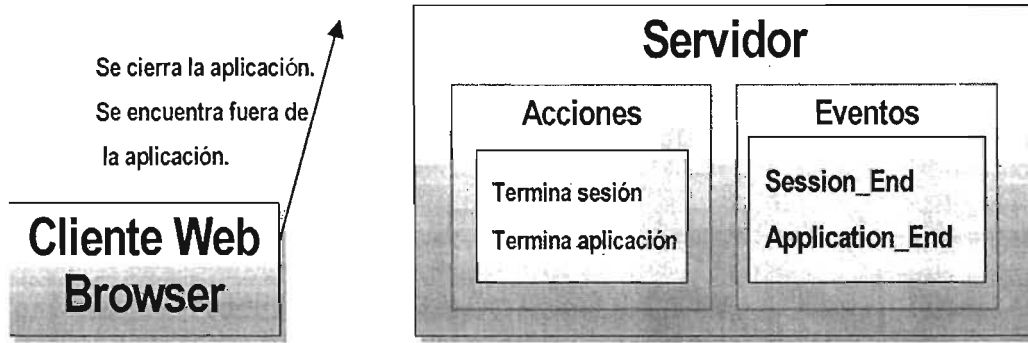 Se cierra la aplicación.
Se encuentra fuera de
la aplicación.
Cliente Web
Browser
Servidor
Acciones
Termina sesión
Termina aplicación
Eventos
Session_End
Application_End